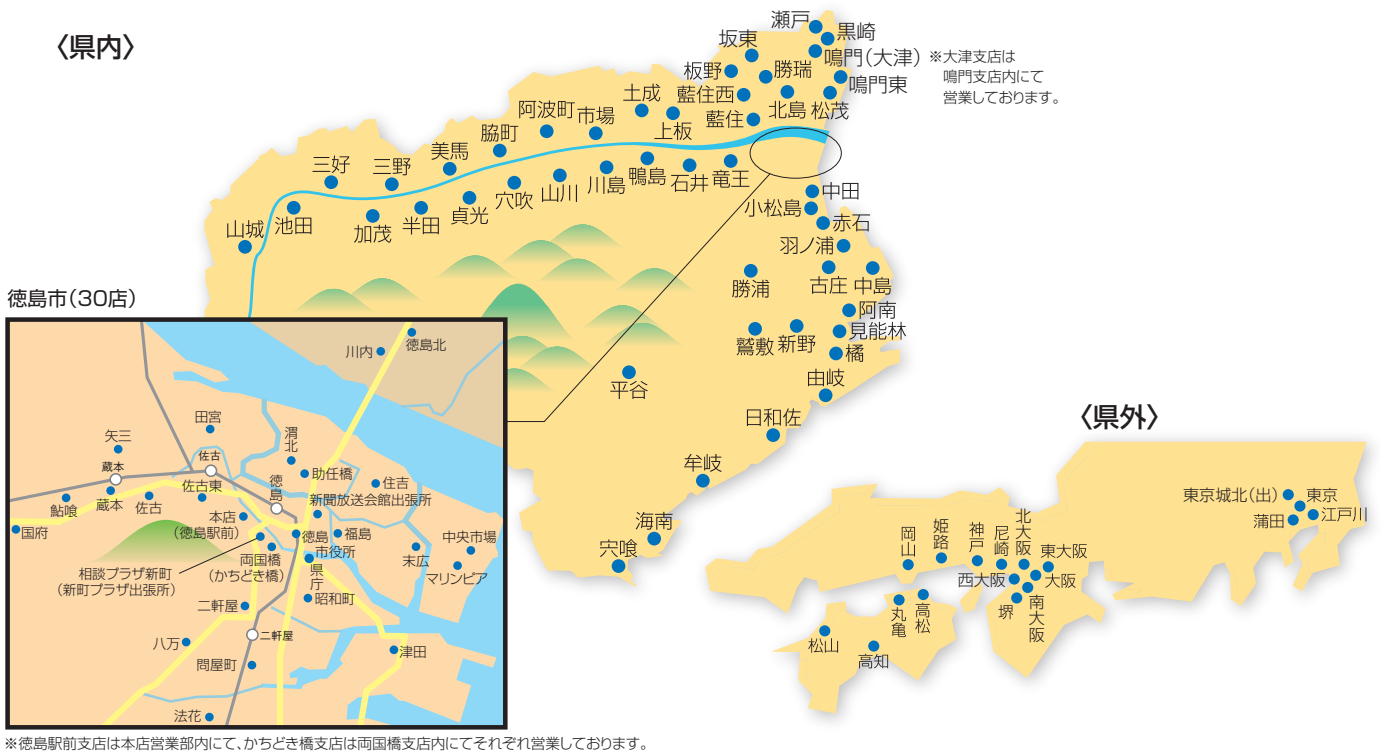 〈県内〉
瀬戸
黒崎
坂東
鳴門（大津）
※大津支店は
鳴門支店内にて
営業しております。
板野
勝瑞
鳴門東
藍住西
北島
松茂
土成
上板
藍住
阿波町
市場
脇町
美馬
三野
三好
山城
池田
加茂
半田
貞光
穴吹
山川
川島
鴨島
石井
竜王
中田
小松島
赤石
羽ノ浦
勝浦
古庄
中島
阿南
鷲敷
新野
見能林
橘
平谷
由岐
日和佐
牟岐
海南
穴喰
徳島市（30店）
徳島北
川内
田宮
渭北
矢三
佐古
蔵本
助任橋
住吉
徳島
佐古東
新聞放送会館出張所
鮎喰
蔵本
佐古
本店
（徳島駅前）
国府
徳島
市役所
福島
中央市場
両国橋
（かちどき橋）
県庁
末広
マリンピア
相談プラザ新町
（新町プラザ出張所）
昭和町
二軒屋
二軒屋
八万
問屋町
津田
法花
〈県外〉
東京城北（出）
東京
蒲田
江戸川
岡山
姫路
神戸
尼崎
北大阪
東大阪
西大阪
大阪
堺
南大阪
丸亀
高松
松山
高知
※徳島駅前支店は本店営業部内にて、かちどき橋支店は両国橋支店内にてそれぞれ営業しております。